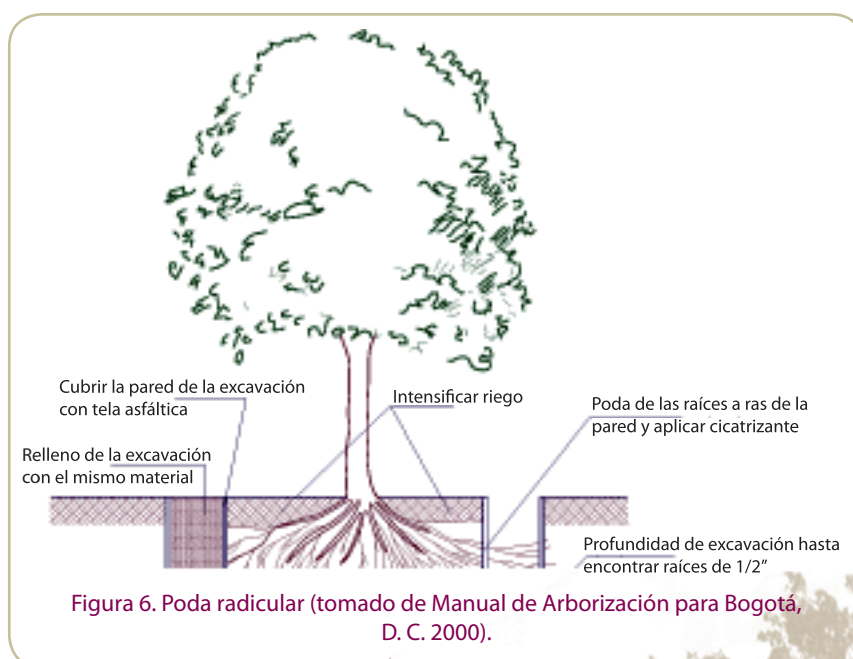 Cubrir la pared de la excavación
con tela asfáltica
Intensificar riego
Poda de las raíces a ras de la
pared y aplicar cicatrizante
Relleno de la excavación
con el mismo material
Profundidad de excavación hasta
encontrar raíces de 1/2”
Figura 6. Poda radicular (tomado de Manual de Arborización para Bogotá,
D. C. 2000).